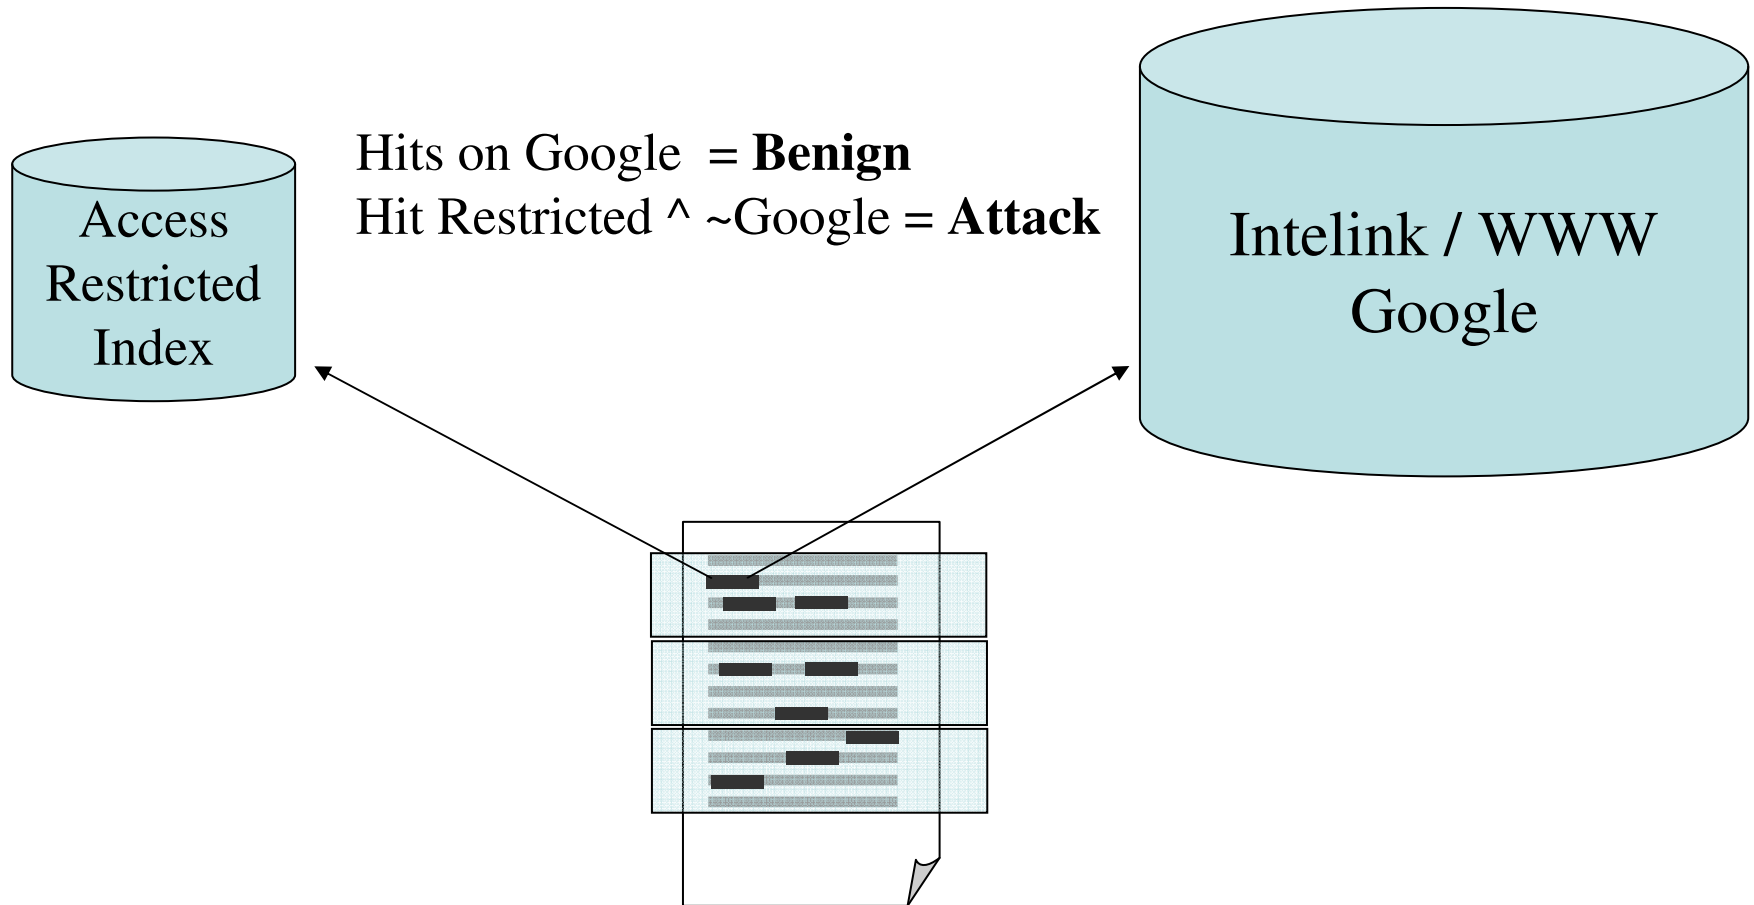 Access
Restricted
Index
Hits on Google = Benign
Hit Restricted ^ ~Google = Attack
Intelink / WWW
Google